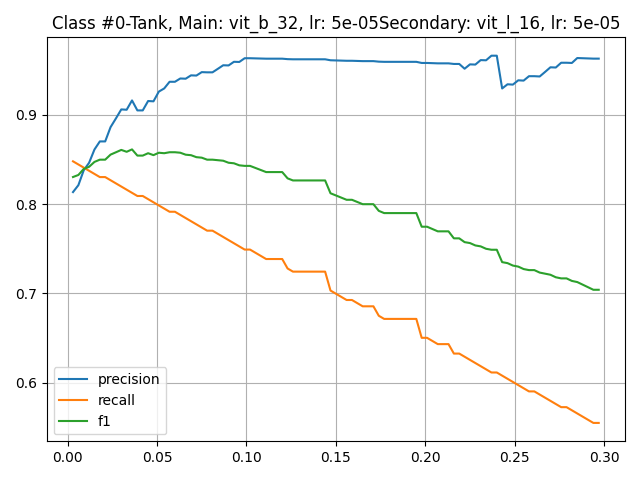 Class #0-Tank, Main: vit_b_32, lr: 5e-05Secondary: vit_l_16, lr: 5e-05
0.9
0.8
0.7
0.6
precision
recall
f1
0.00 0.05 0.10 0.15 0.20 0.25 0.30